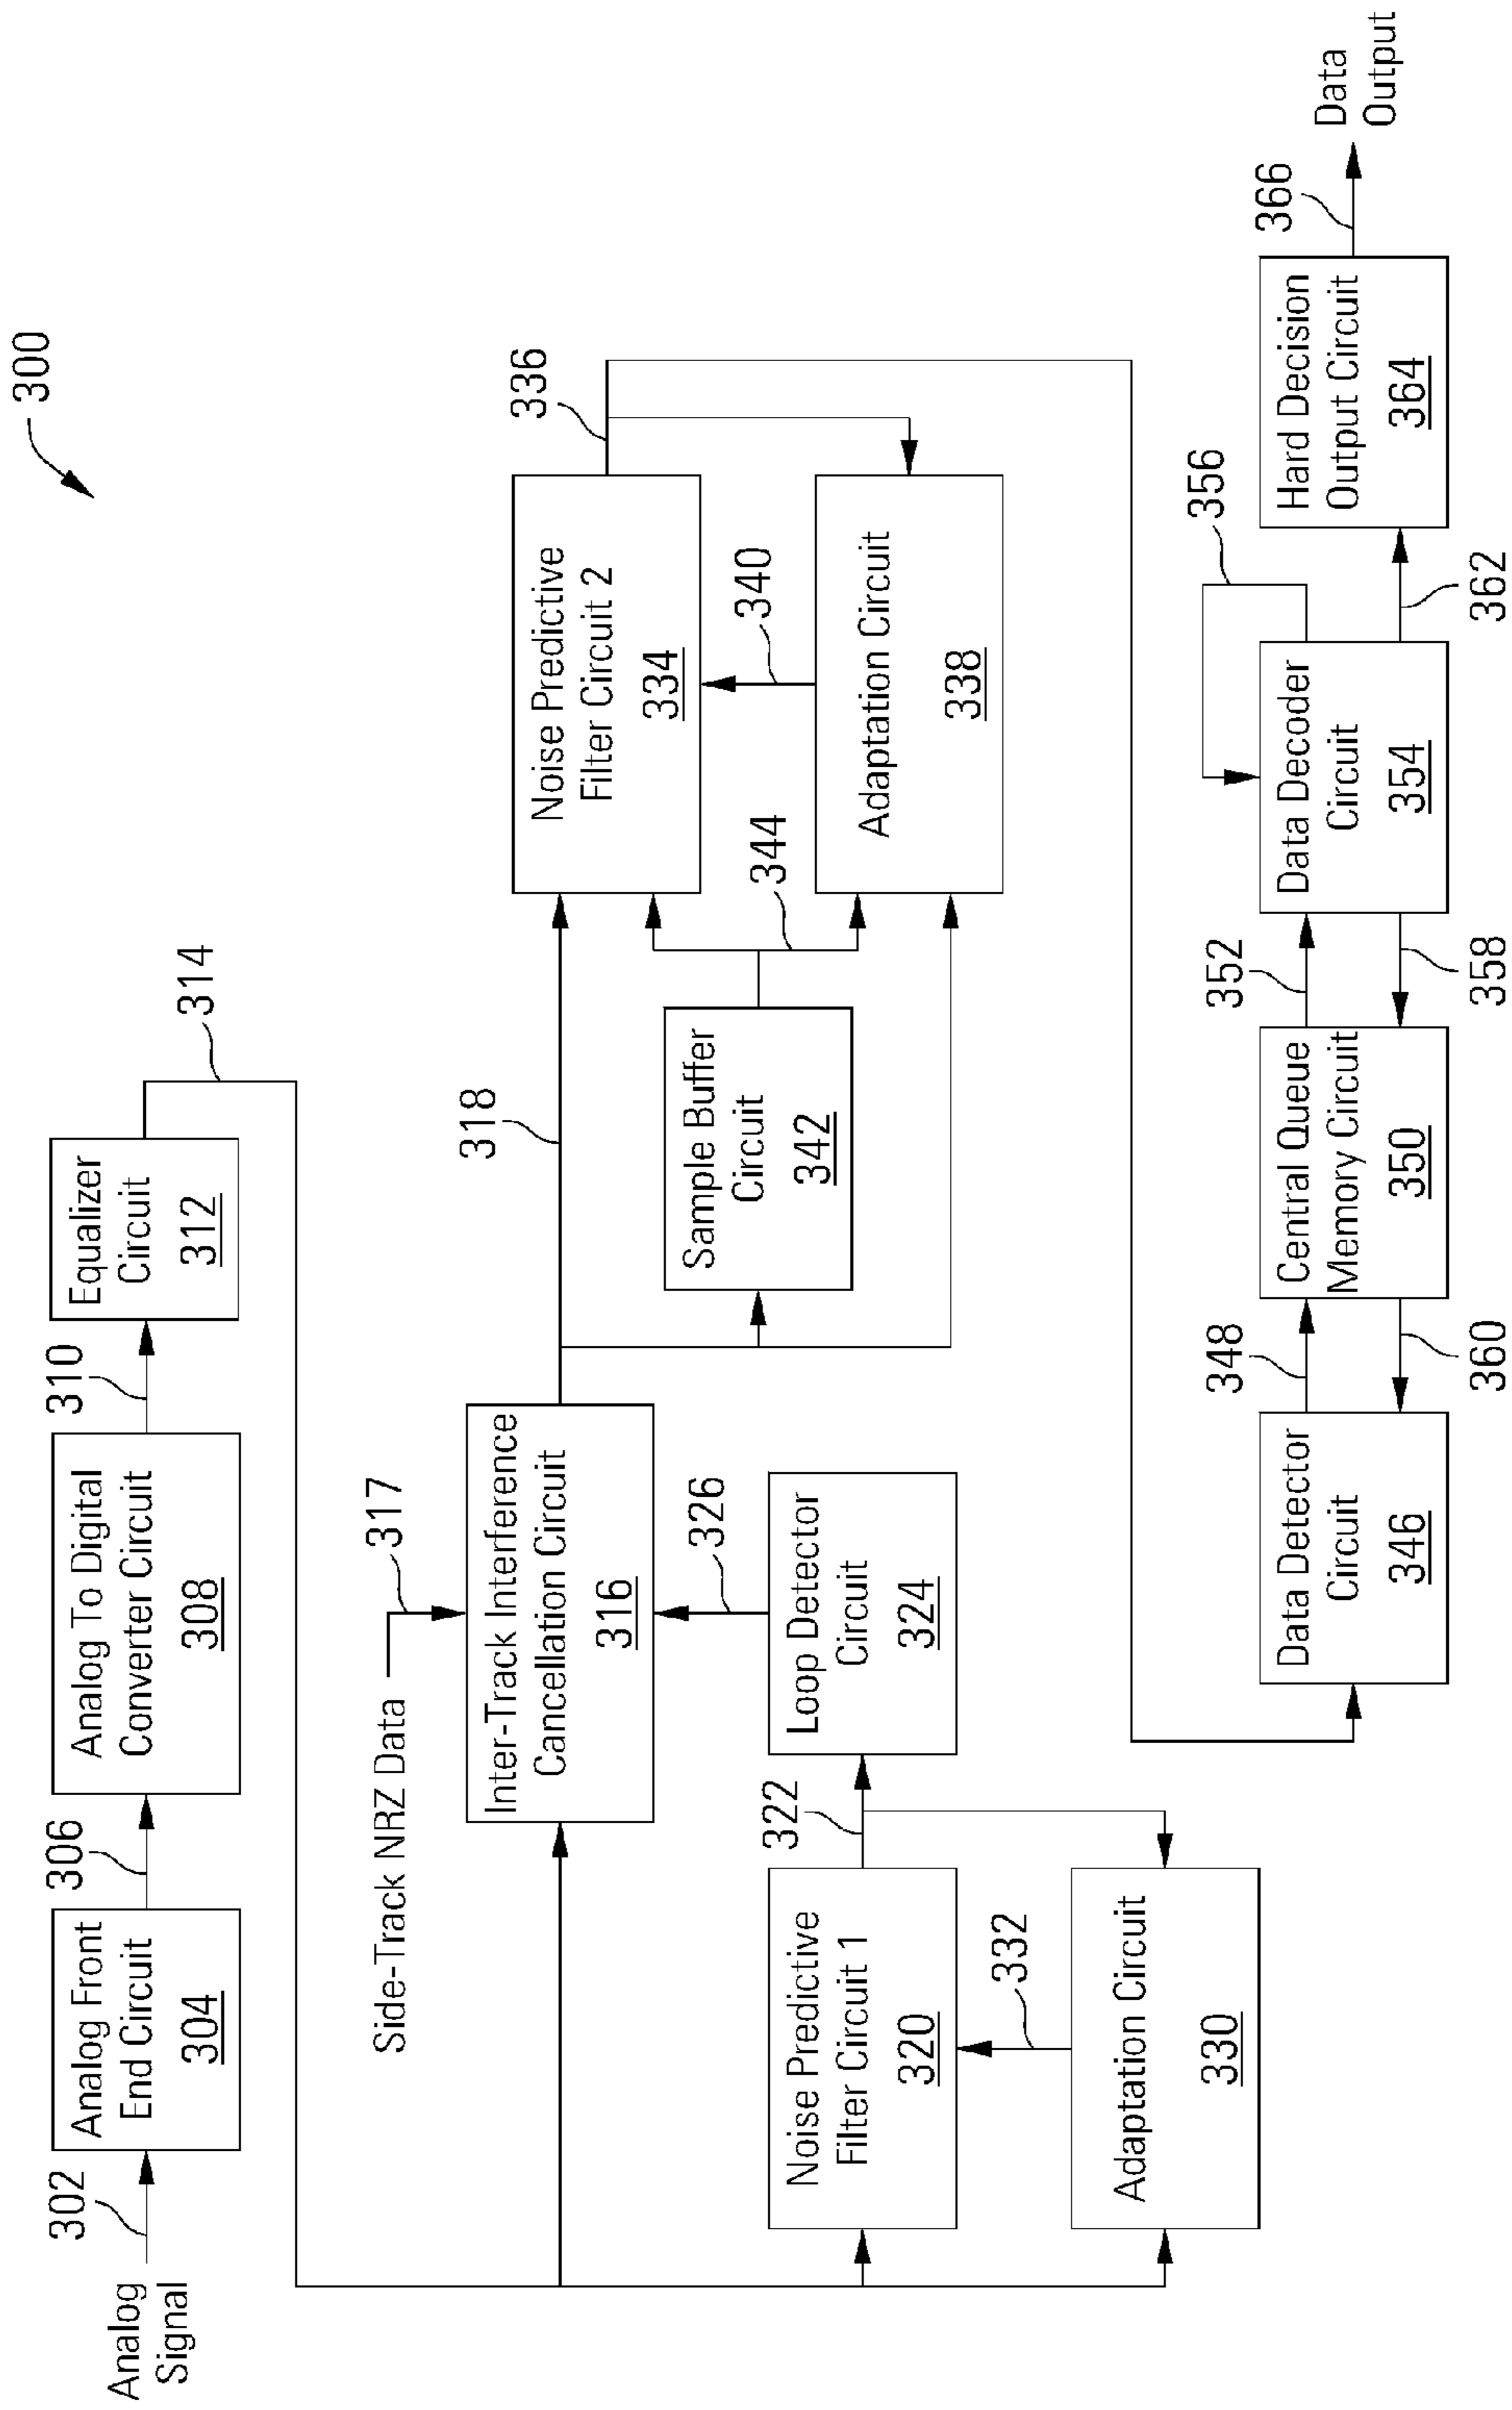 300
Analog
Signal
302
Analog Front
End Circuit
304
306
Analog To Digital
Converter Circuit
308
310
Equalizer
Circuit
312
314
Side-Track NRZ Data
317
Inter-Track Interference
Cancellation Circuit
316
318
326
Loop Detector
Circuit
324
322
Noise Predictive
Filter Circuit 1
320
332
Adaptation Circuit
330
Sample Buffer
Circuit
342
344
Noise Predictive
Filter Circuit 2
334
336
340
Adaptation Circuit
338
Data Detector
Circuit
346
348
360
Central Queue
Memory Circuit
350
352
358
Data Decoder
Circuit
354
356
362
Hard Decision
Output Circuit
364
366
Data
Output